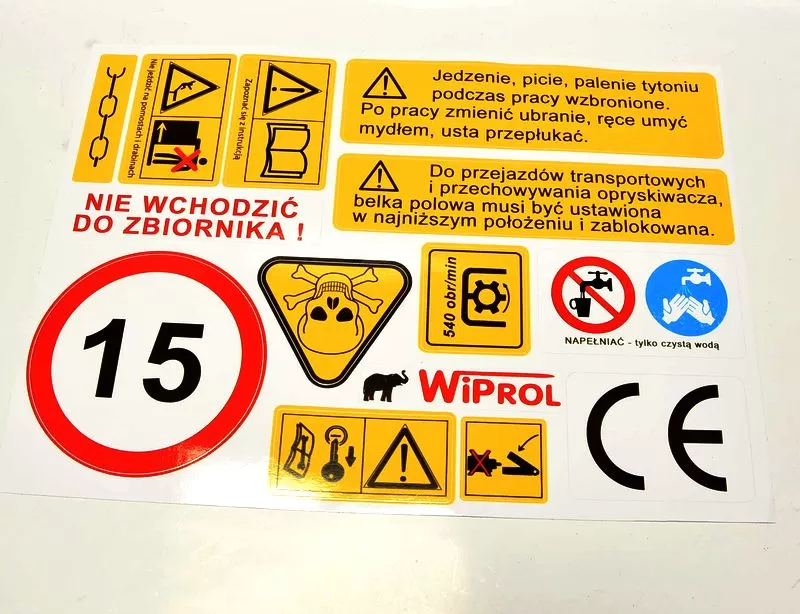 Nie jeździć na pomostach i drabinach
Zapoznać się z instrukcją
Jedzenie, picie, palenie tytoniu
podczas pracy wzbronione.
Po pracy zmienić ubranie, ręce umyć
mydłem, usta przepłukać.
Do przejazdów transportowych
i przechowywania opryskiwacza,
belka polowa musi być ustawiona
w najniższym położeniu i zablokowana.
NIE WCHODZIĆ
DO ZBIORNIKA !
15
540 obr/min
NAPEŁNIAĆ - tylko czystą wodą
WiPROL
CE